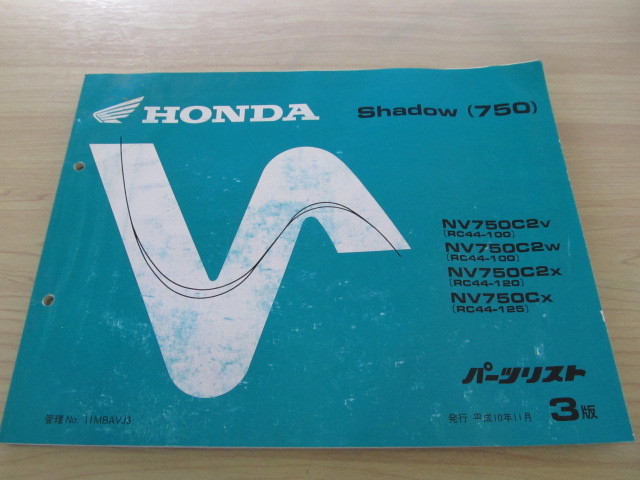 HONDA
Shadow (750)
NV750C2V
(RC44-100)
NV750C2W
(RC44-100)
NV750C2X
(RC44-120)
NV750CX
(RC44-125)
パーツリスト
管理No. 11MBAVJ3
発行 平成10年11月 3版